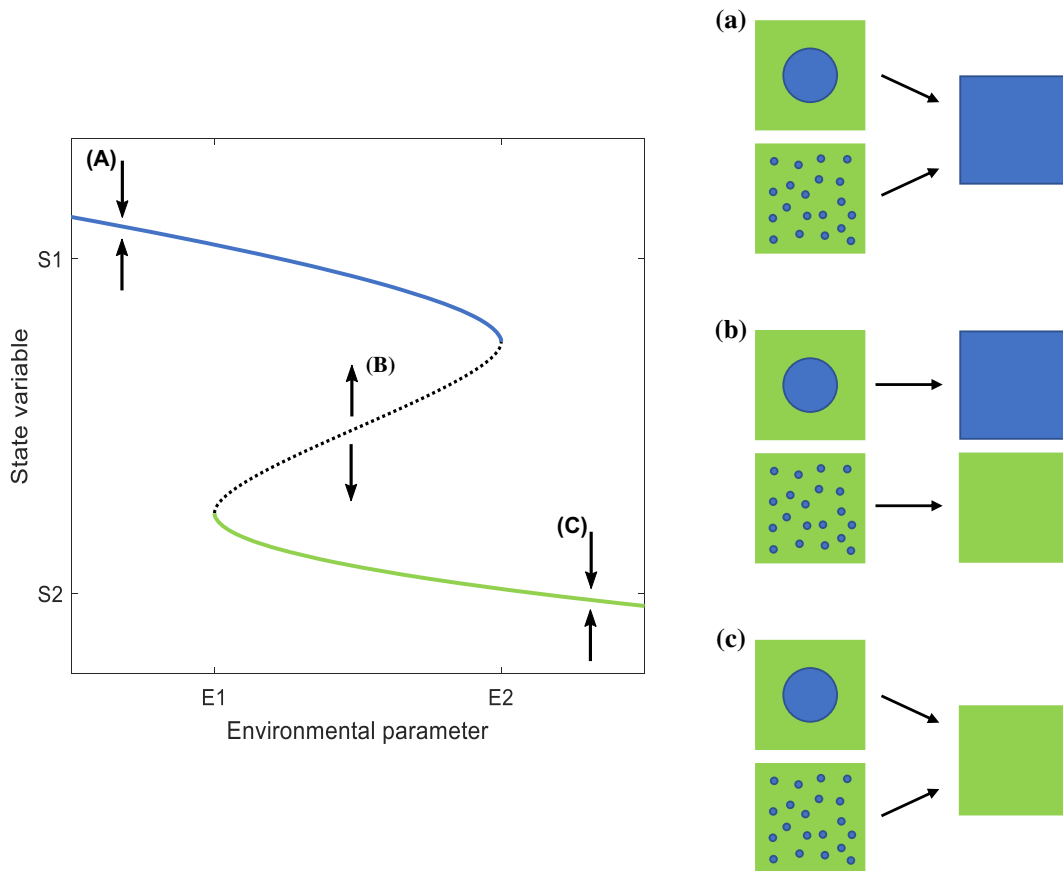 (A)
S1
(B)
State variable
(C)
S2
E1
E2
Environmental parameter
(a)
(b)
(c)